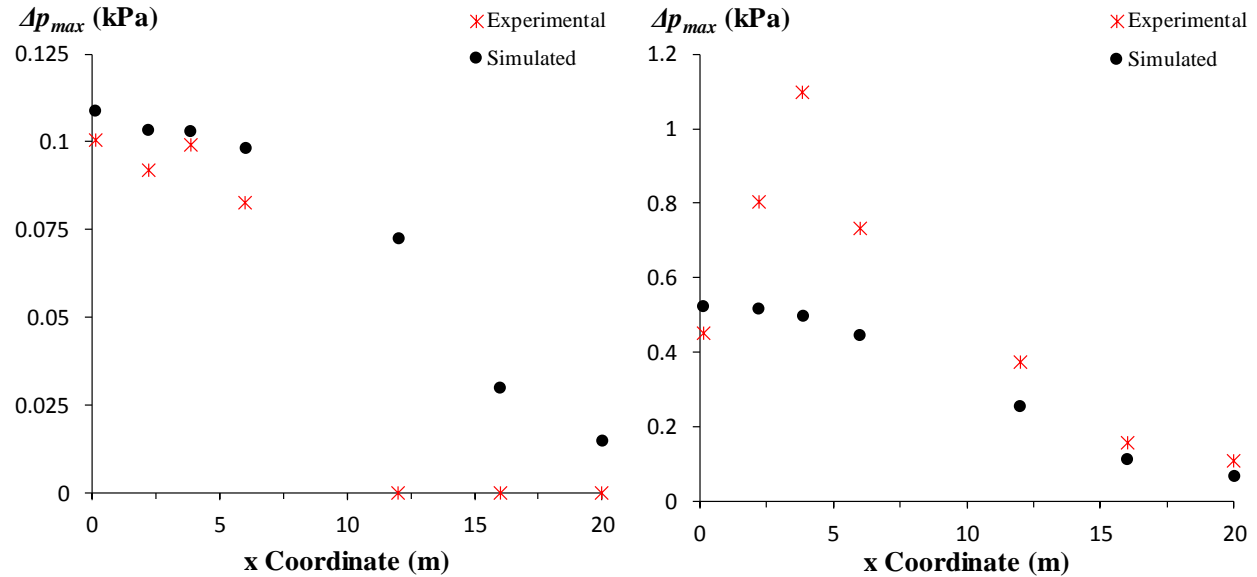 Δp_max (kPa)
Experimental
Simulated
0.125
0.1
0.075
0.05
0.025
0
0 5 10 15 20
x Coordinate (m)
Δp_max (kPa)
Experimental
Simulated
1.2
1
0.8
0.6
0.4
0.2
0
0 5 10 15 20
x Coordinate (m)